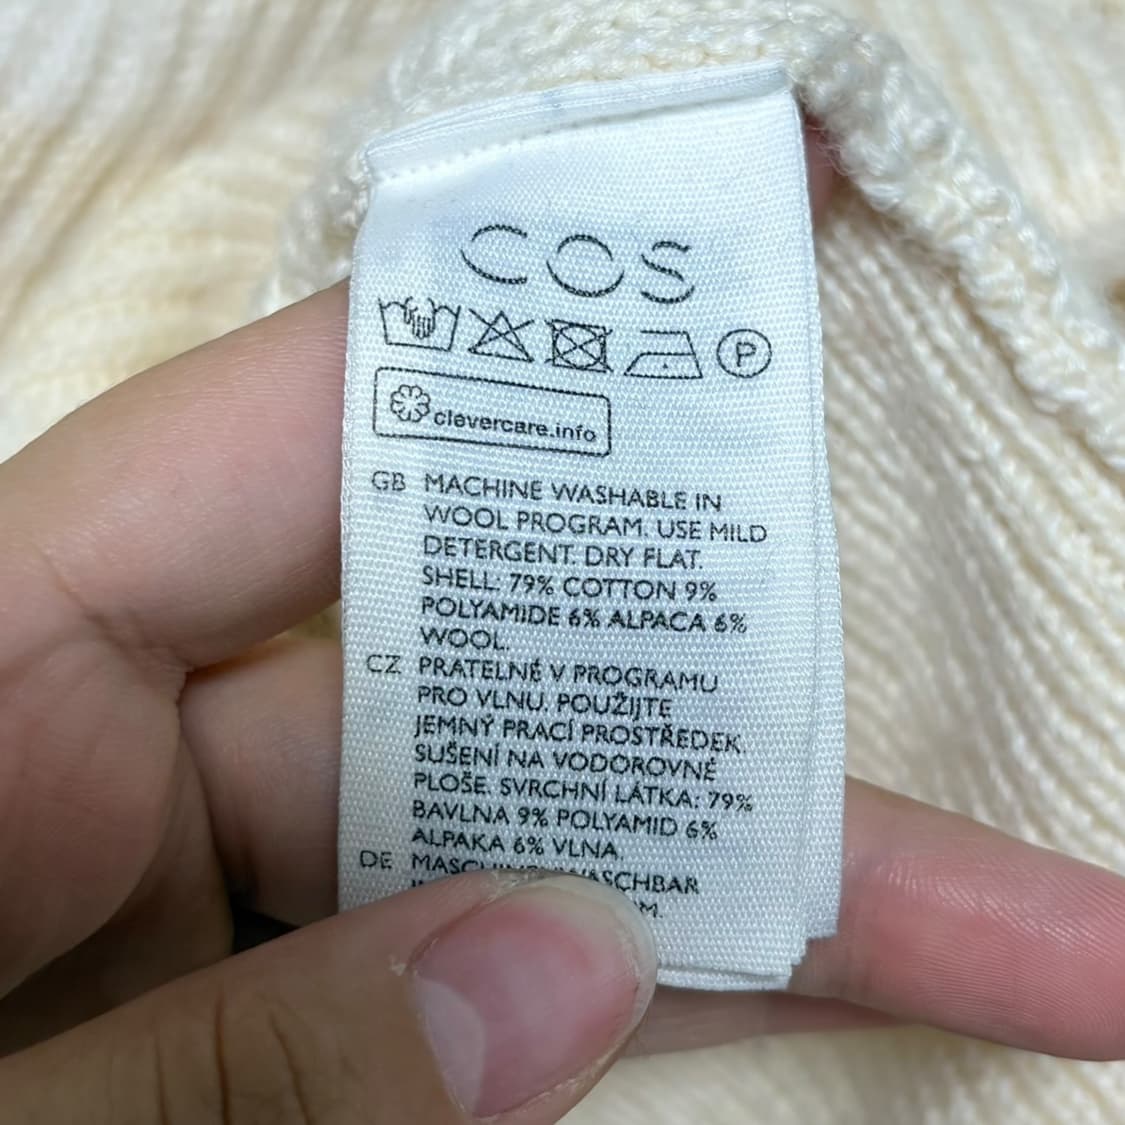 COS
P
clevercare.info
GB MACHINE WASHABLE IN
WOOL PROGRAM. USE MILD
DETERGENT. DRY FLAT.
SHELL: 79% COTTON 9%
POLYAMIDE 6% ALPACA 6%
WOOL.
CZ PRATELNÉ V PROGRAMU
PRO VLNU. POUŽIJTE
JEMNÝ PRACÍ PROSTŘEDEK.
SUŠENÍ NA VODOROVNÉ
PLOŠE. SVRCHNÍ LÁTKA: 79%
BAVLNA 9% POLYAMID 6%
ALPAKA 6% VLNA.
DE